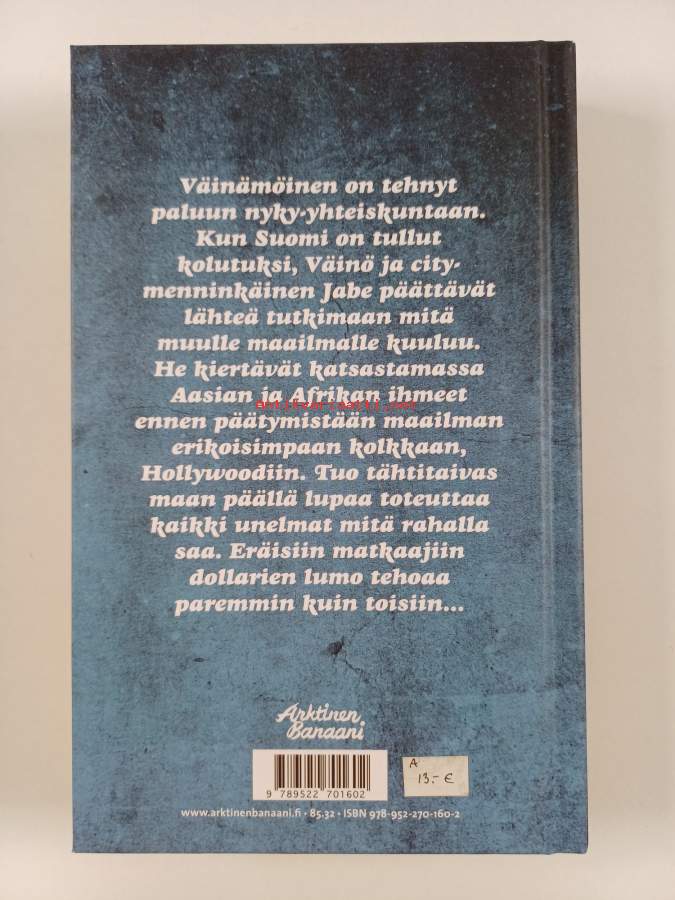 Väinämöinen on tehnyt
paluun nyky-yhteiskuntaan.
Kun Suomi on tullut
kolutuksi, Väinö ja city-
menninkäinen Jabe päättävät
lähteä tutkimaan mitä
muulle maailmalle kuuluu.
He kiertävät katsastamassa
Aasian ja Afrikan ihmeet
Antikvariaatti.net
ennen päätymistään maailman
erikoisimpaan kolkkaan,
Hollywoodiin. Tuo tähtitaivas
maan päällä lupaa toteuttaa
kaikki unelmat mitä rahalla
saa. Eräisiin matkaajiin
dollarien lumo tehoaa
paremmin kuin toisiin...
Arktinen
Banaani
A
13.- €
9 789522 701602
www.arktinenbanaani.fi • 85.32 • ISBN 978-952-270-160-2